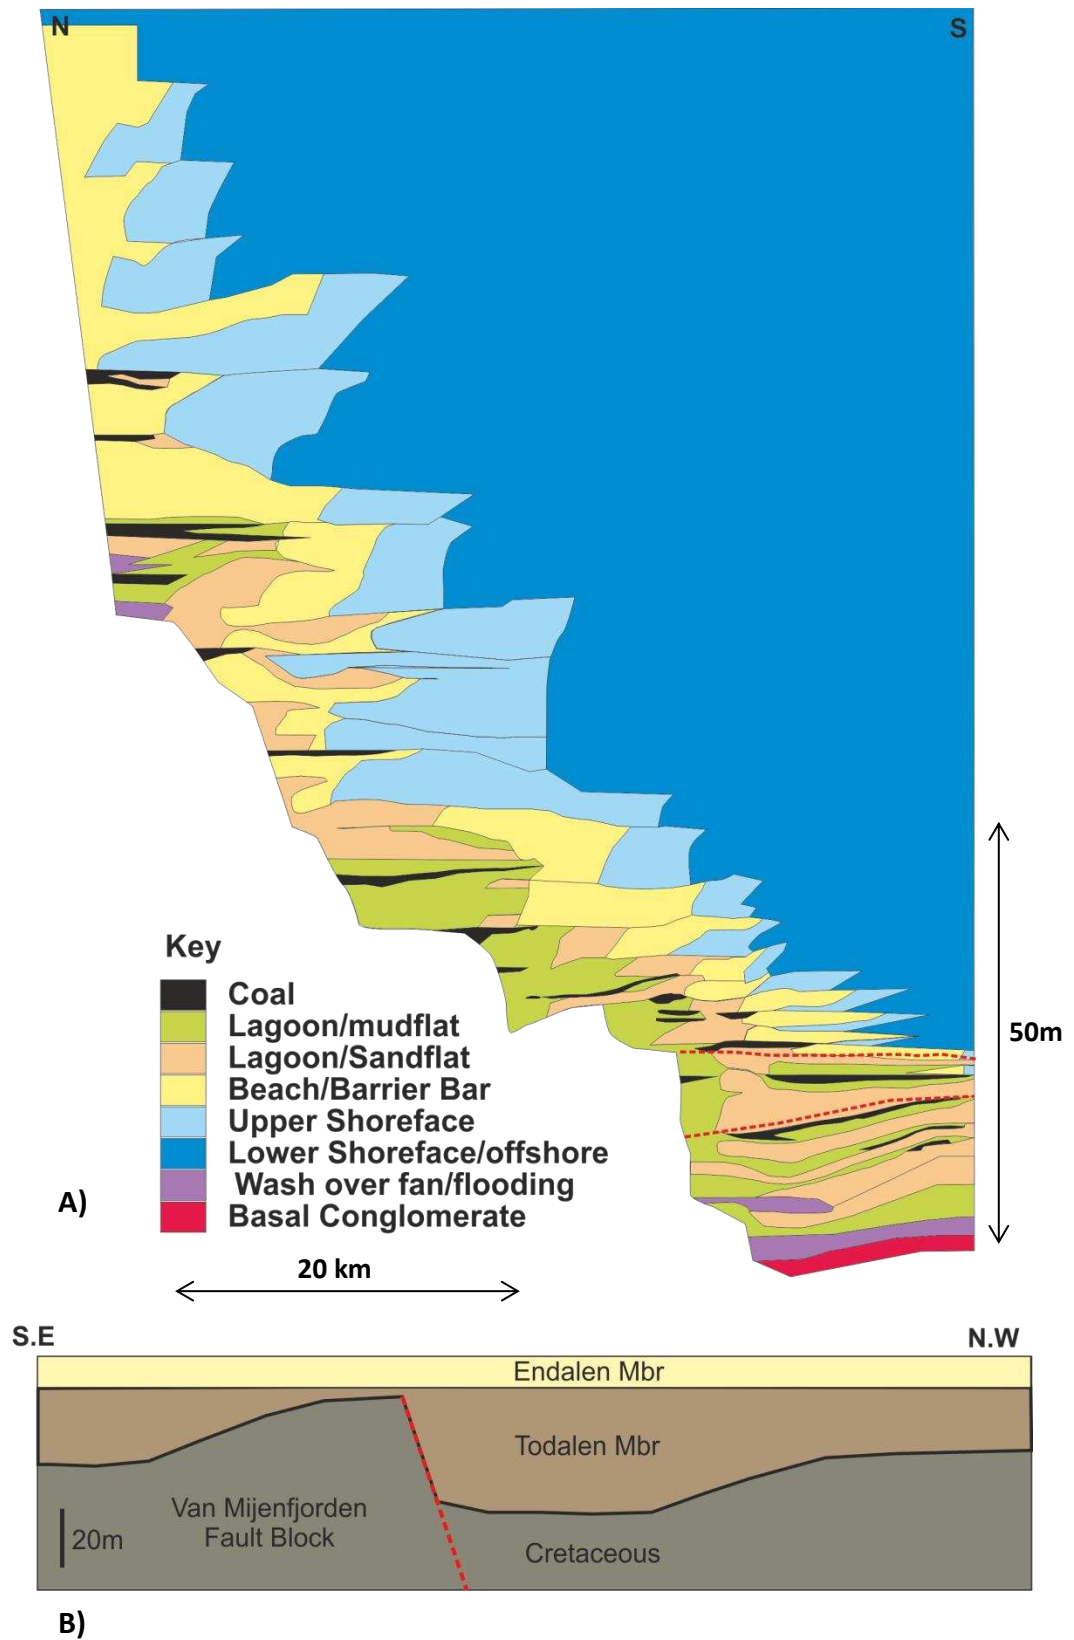 N S
50m
Key
Coal
Lagoon/mudflat
Lagoon/Sandflat
Beach/Barrier Bar
Upper Shoreface
Lower Shoreface/offshore
Wash over fan/flooding
Basal Conglomerate
A)
20 km
S.E N.W
Endalen Mbr
Todalen Mbr
Van Mijenfjorden
Fault Block
20m
Cretaceous
B)